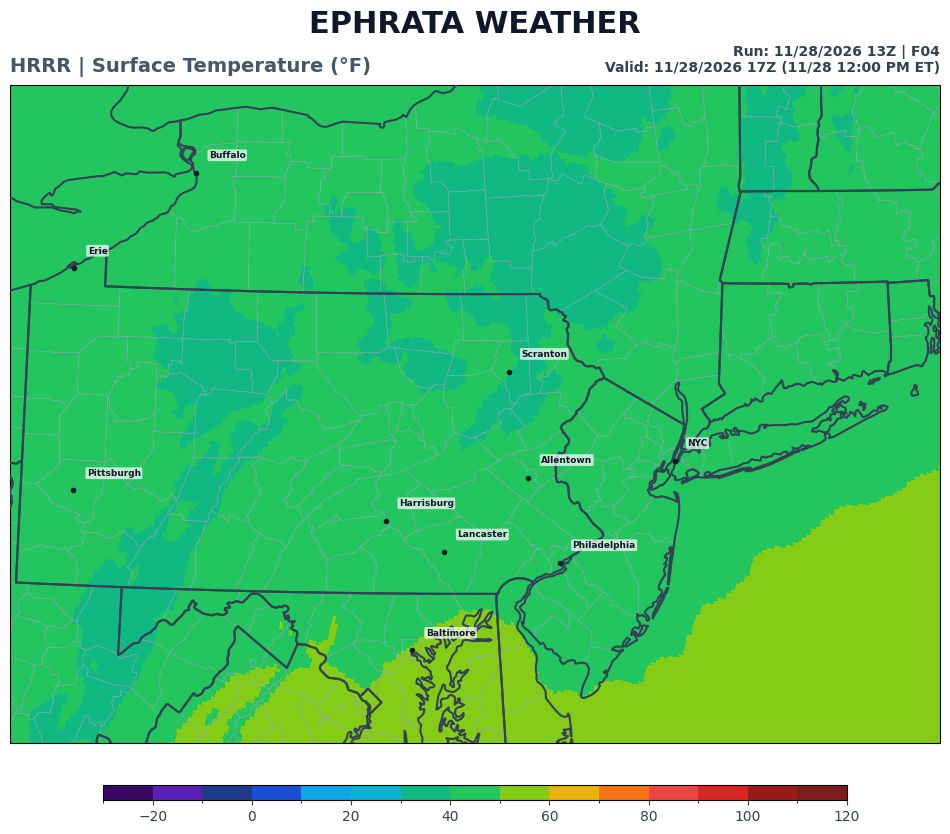 EPHRATA WEATHER
HRRR | Surface Temperature (°F)
Run: 11/28/2026 13Z | F04
Valid: 11/28/2026 17Z (11/28 12:00 PM ET)
Buffalo
Erie
Scranton
NYC
Allentown
Pittsburgh
Harrisburg
Lancaster
Philadelphia
Baltimore
−20 0 20 40 60 80 100 120